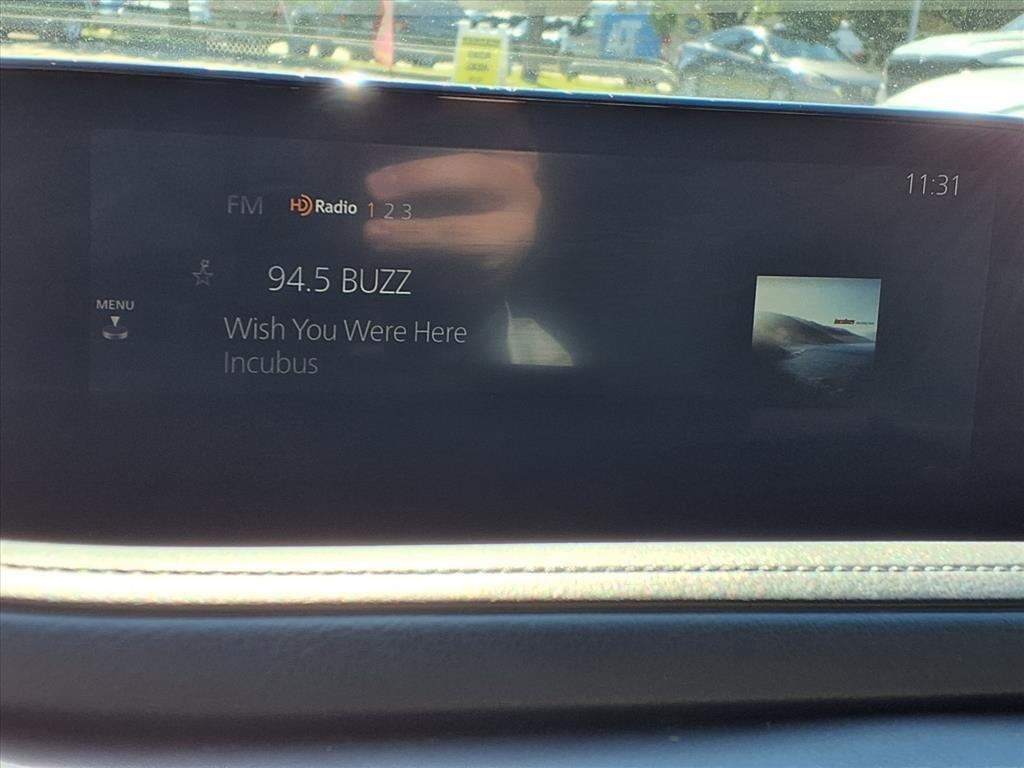 11:31
FM HD Radio 1 2 3
94.5 BUZZ
MENU
Wish You Were Here
Incubus